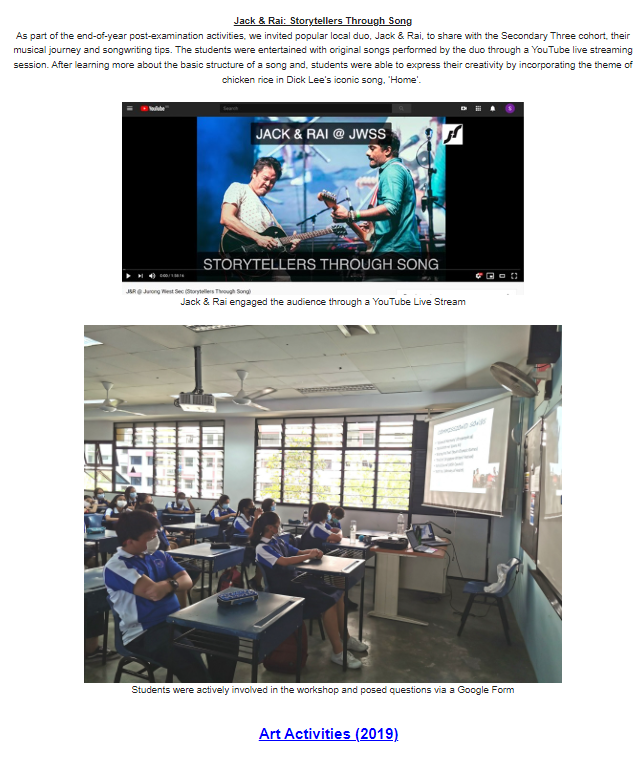 Jack & Rai: Storytellers Through Song
As part of the end-of-year post-examination activities, we invited popular local duo, Jack & Rai, to share with the Secondary Three cohort, their
musical journey and songwriting tips. The students were entertained with original songs performed by the duo through a YouTube live streaming
session. After learning more about the basic structure of a song and, students were able to express their creativity by incorporating the theme of
chicken rice in Dick Lee's iconic song, 'Home'.
YouTube
Search
S
JACK & RAI @ JWSS
STORYTELLERS THROUGH SONG
J&R @ Jurong West Sec (Storytellers Through Song)
Jack & Rai engaged the audience through a YouTube Live Stream
Students were actively involved in the workshop and posed questions via a Google Form
Art Activities (2019)